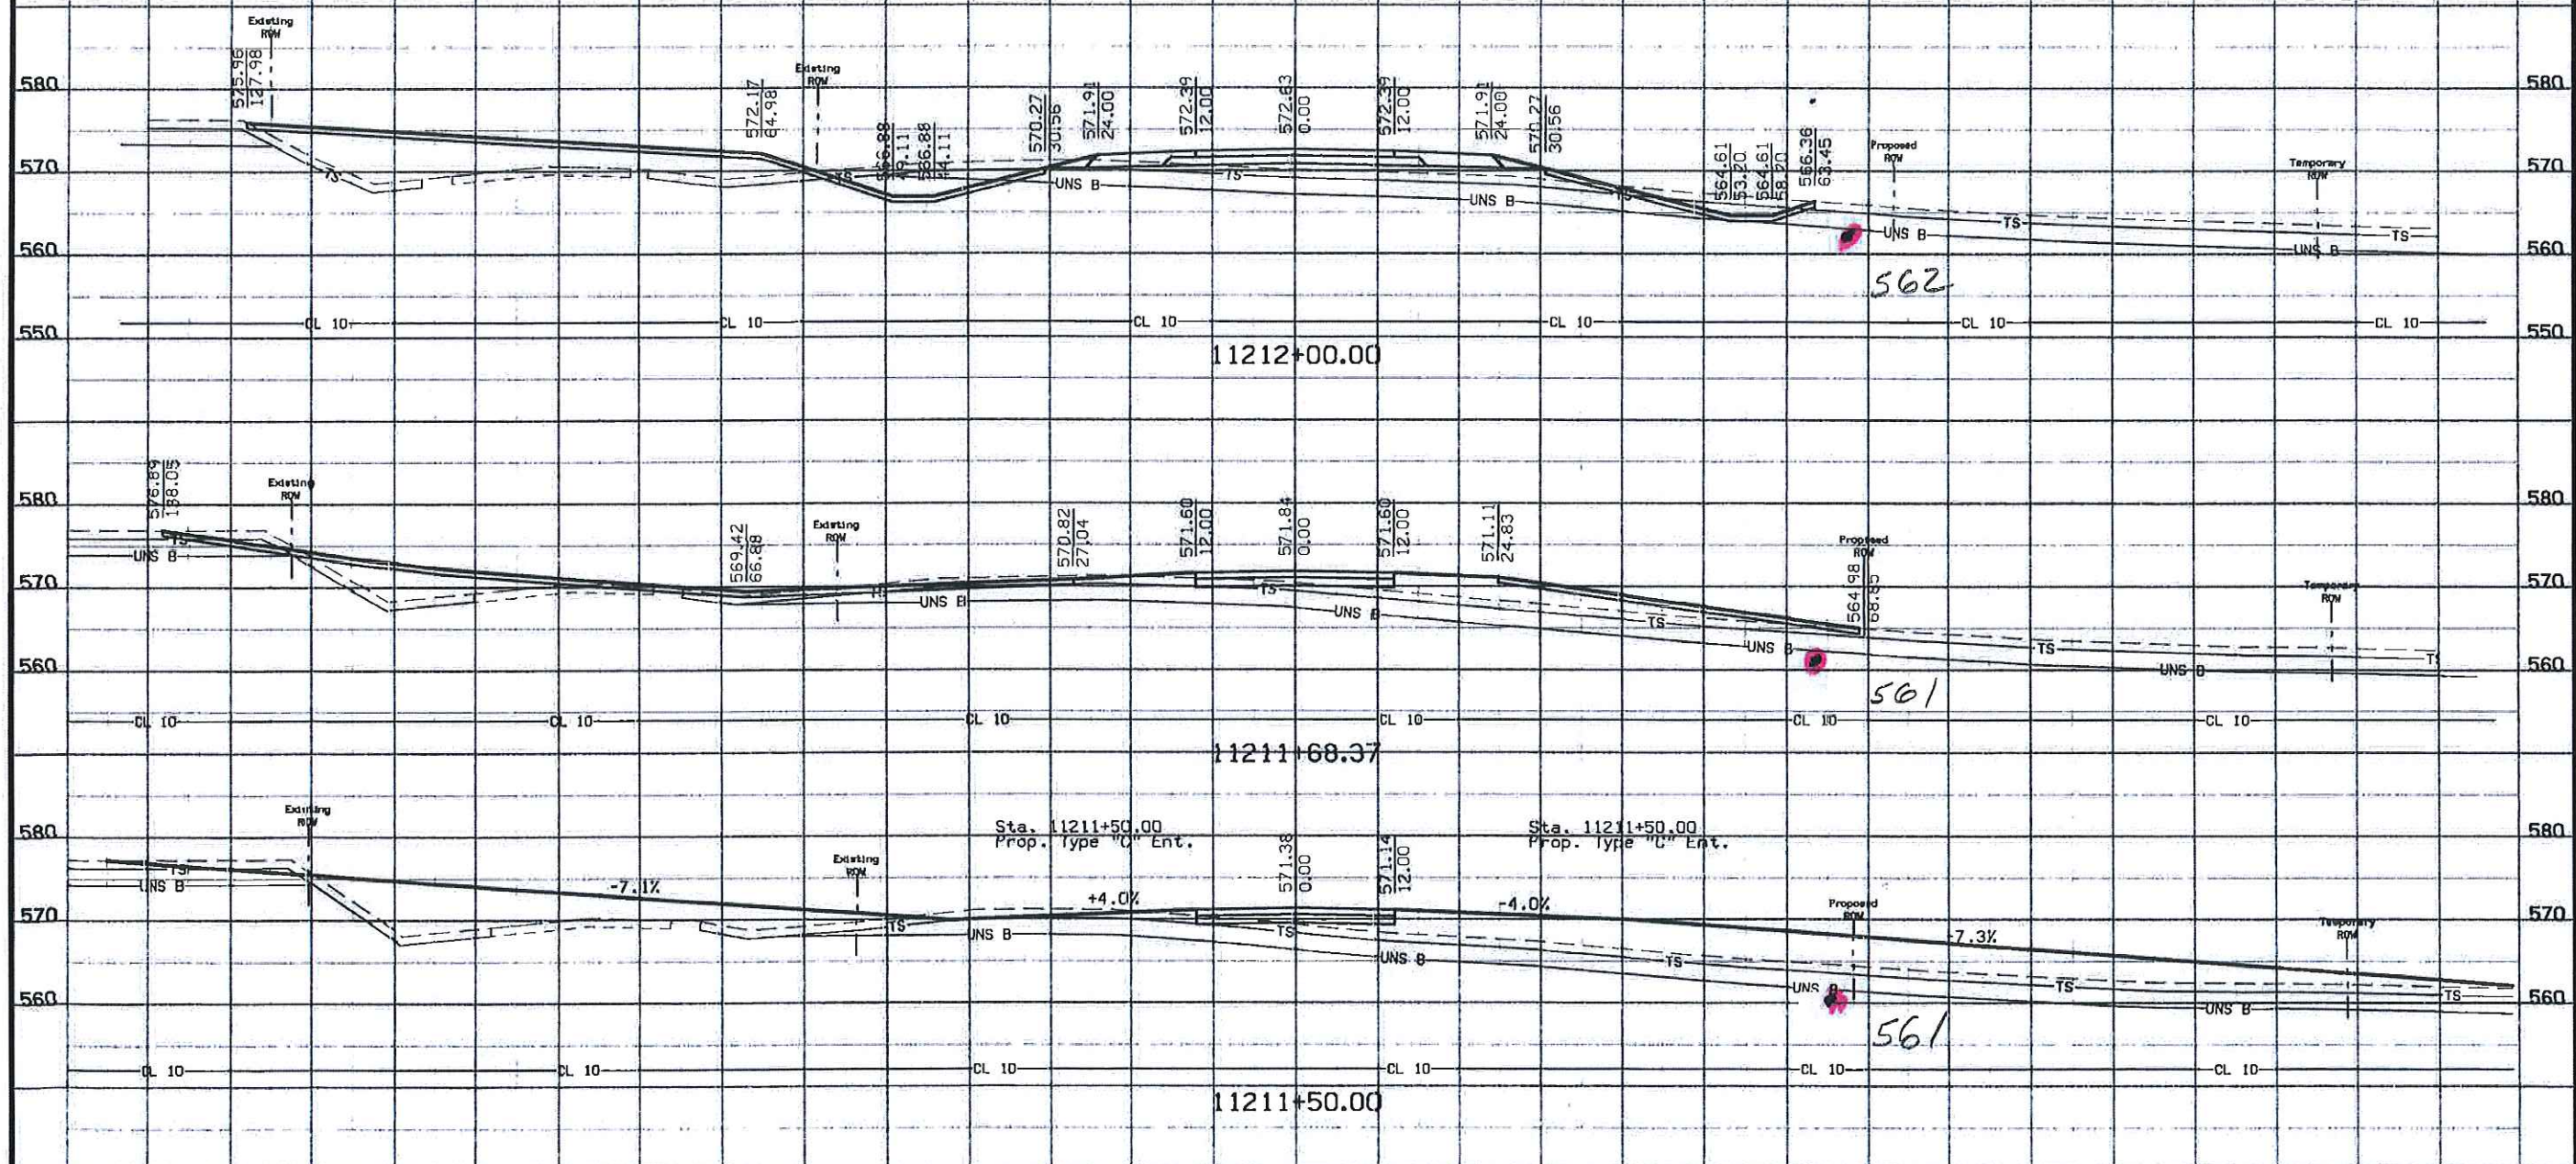 Existing
ROW
575.96
127.98
Existing
ROW
572.17
64.98
566.88
49.11
566.88
44.11
570.27
30.56
571.91
24.00
572.39
12.00
572.63
0.00
572.39
12.00
571.91
24.00
570.27
30.56
564.61
53.20
564.61
58.20
566.36
63.45
Proposed
ROW
Temporary
ROW
580 580
570 570
560 560
550 550
TS TS TS TS TS TS
UNS B UNS B UNS B UNS B
562
CL 10 CL 10 CL 10 CL 10 CL 10 CL 10
11212+00.00
576.89
138.05
Existing
ROW
569.42
66.88
Existing
ROW
570.82
27.04
571.60
12.00
571.84
0.00
571.60
12.00
571.11
24.83
Proposed
ROW
564.98
68.85
Temporary
ROW
580 580
570 570
560 560
TS TS TS TS TS
UNS B UNS B UNS B UNS B UNS B
561
CL 10 CL 10 CL 10 CL 10 CL 10 CL 10
11211+68.37
Existing
ROW
Existing
ROW
Sta. 11211+50.00
Prop. Type "C" Ent.
571.38
0.00
571.14
12.00
Sta. 11211+50.00
Prop. Type "C" Ent.
Proposed
ROW
Temporary
ROW
580 580
570 570
560 560
-7.1% +4.0% -4.0% -7.3%
TS TS TS TS TS TS
UNS B UNS B UNS B UNS B UNS B
561
CL 10 CL 10 CL 10 CL 10 CL 10 CL 10
11211+50.00